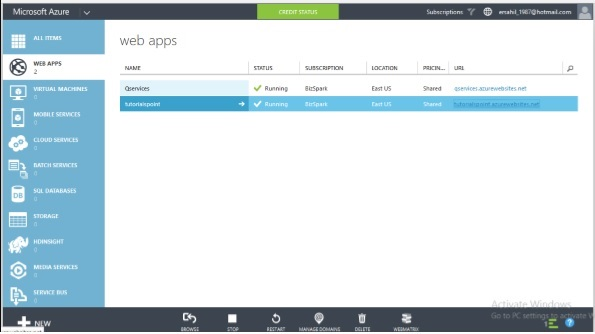 Microsoft Azure
CREDIT STATUS
Subscriptions
arsahil_1987@hotmail.com
ALL ITEMS
WEB APPS
2
VIRTUAL MACHINES
0
MOBILE SERVICES
0
CLOUD SERVICES
0
BATCH SERVICES
0
SQL DATABASES
0
STORAGE
0
HDINSIGHT
0
MEDIA SERVICES
0
SERVICE BUS
0
DB
web apps
NAME STATUS SUBSCRIPTION LOCATION PRICIN... URL
Qservices Running BizSpark East US Shared qservices.azurewebsites.net
tutorialspoint Running BizSpark East US Shared tutorialspoint.azurewebsites.net
Activate Windows
Go to PC settings to activate W
NEW
BROWSE STOP RESTART MANAGE DOMAINS DELETE WEBMATRIX
?